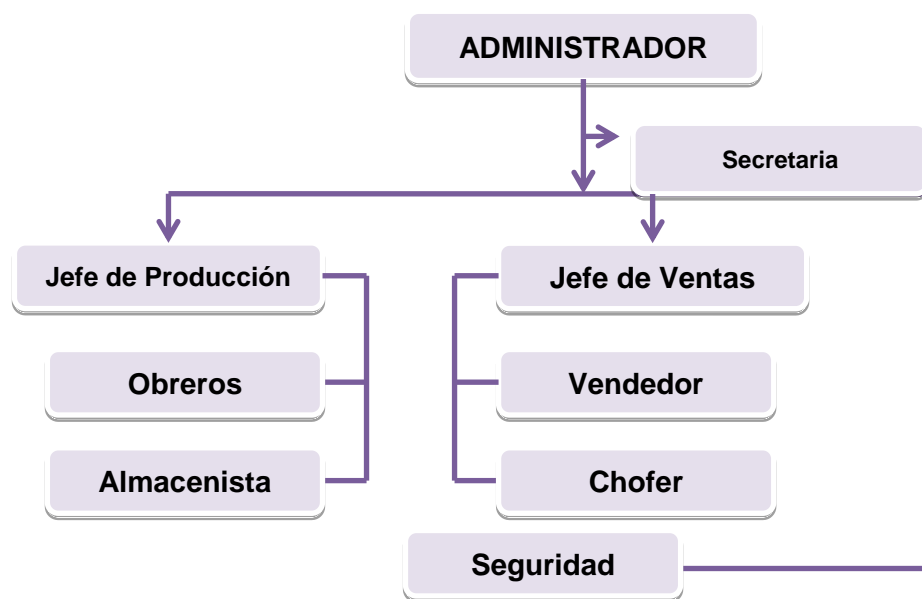 ADMINISTRADOR
Secretaria
Jefe de Producción
Jefe de Ventas
Obreros
Vendedor
Almacenista
Chofer
Seguridad